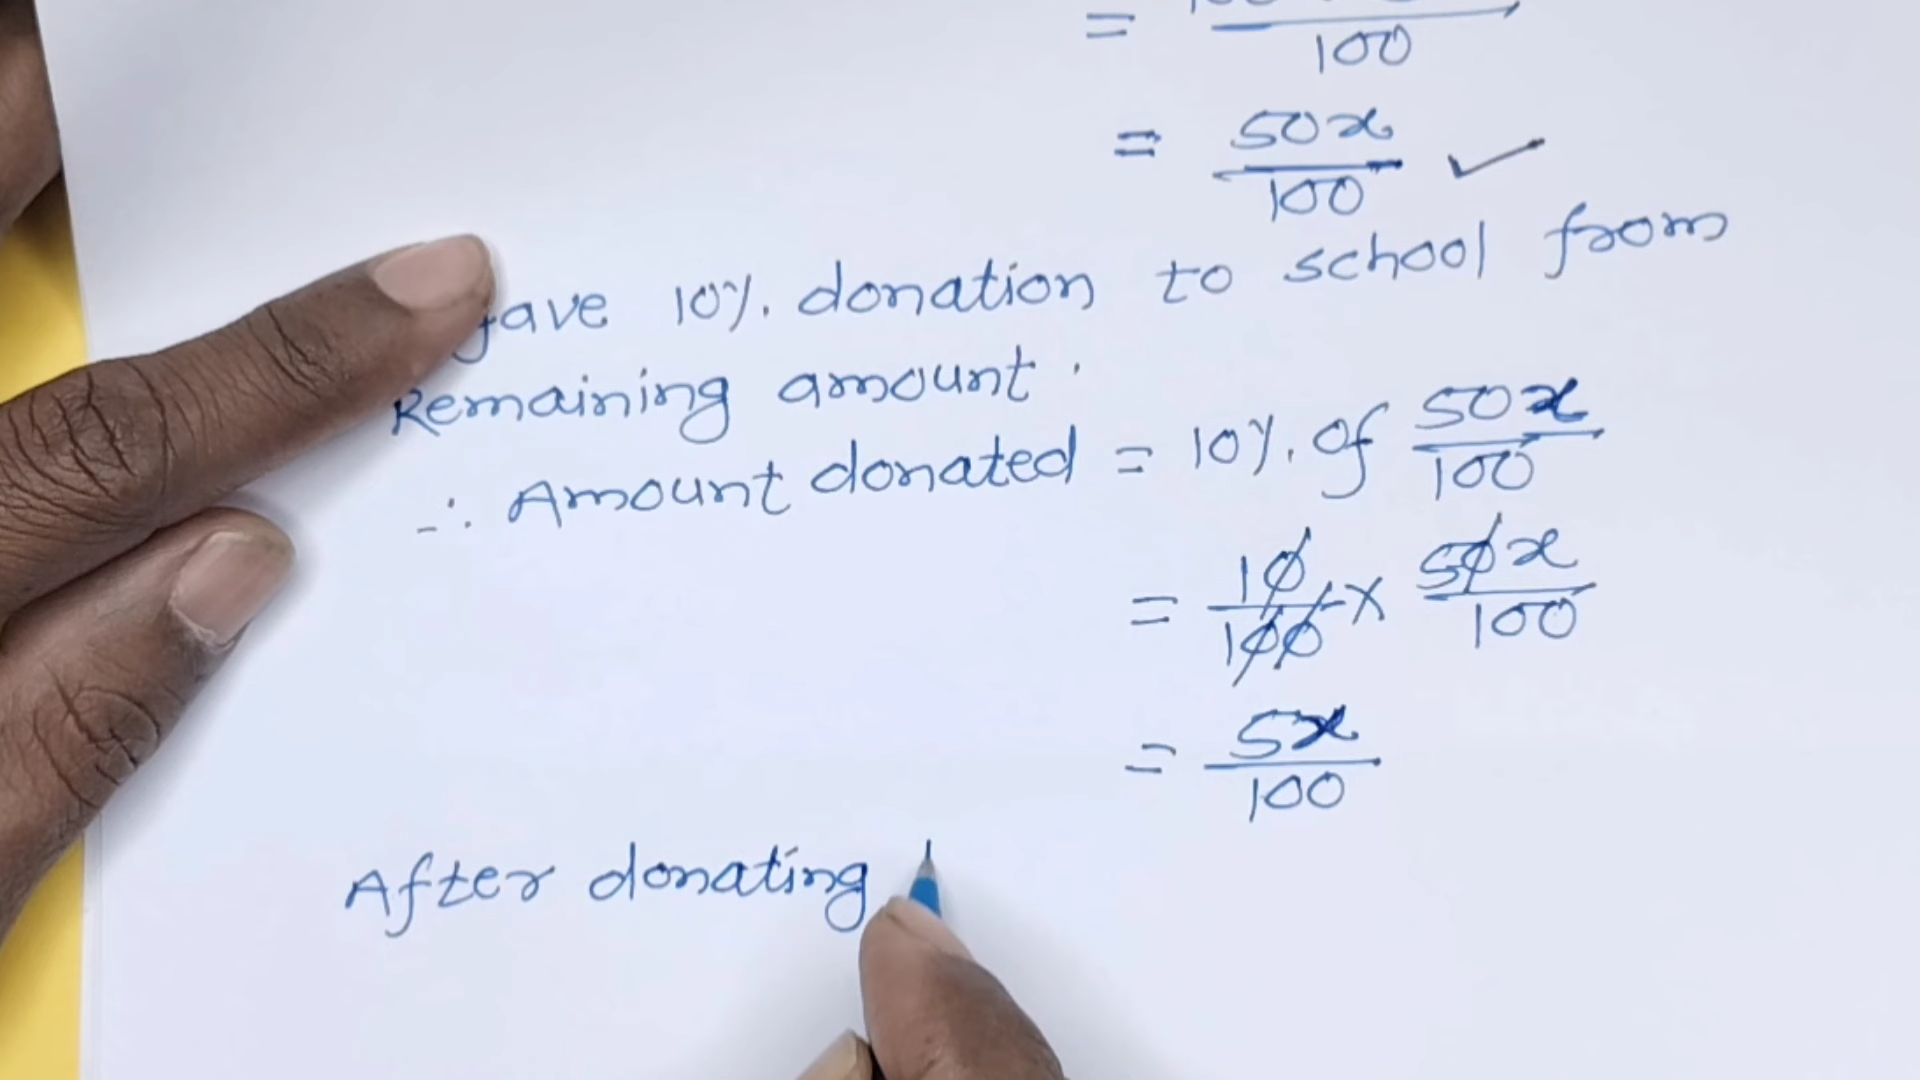 = 100
= 50x/100 ✓
gave 10%. donation to school from
Remaining amount.
∴ Amount donated = 10%. of 50x/100
= 10/100 × 50x/100
= 5x/100
After donating